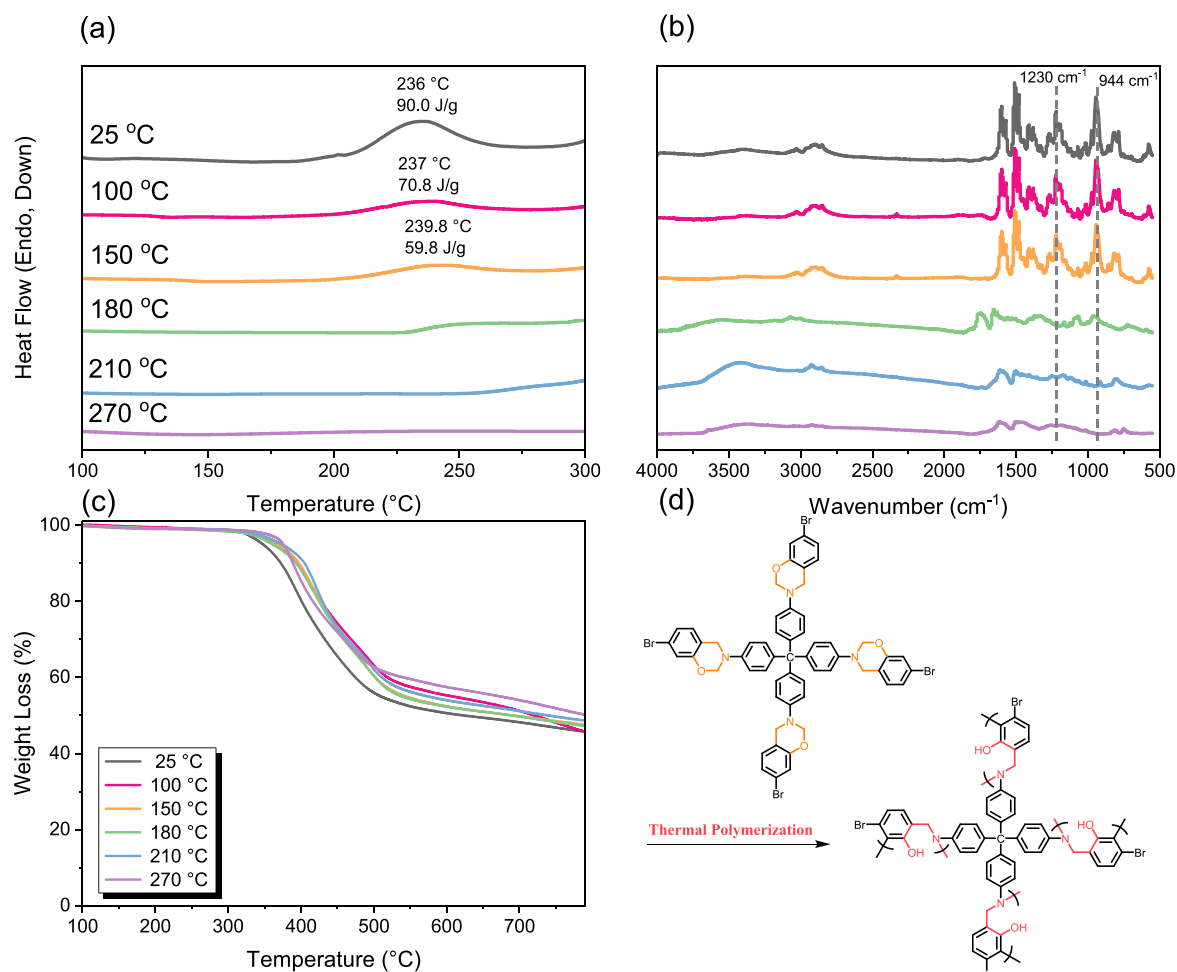 (a)
Heat Flow (Endo, Down)
236 °C
90.0 J/g
25 °C
237 °C
70.8 J/g
100 °C
239.8 °C
59.8 J/g
150 °C
180 °C
210 °C
270 °C
100 150 200 250 300
Temperature (°C)
(b)
1230 cm⁻¹ 944 cm⁻¹
4000 3500 3000 2500 2000 1500 1000 500
Wavenumber (cm⁻¹)
(c)
Weight Loss (%)
100
80
60
40
20
0
25 °C
100 °C
150 °C
180 °C
210 °C
270 °C
100 200 300 400 500 600 700
Temperature (°C)
(d)
Br
O
N
Br
N
O
C
N
O
Br
N
O
Br
Thermal Polymerization
Br
HO
N
Br
OH
N
C
N
OH
Br
N
OH
Br